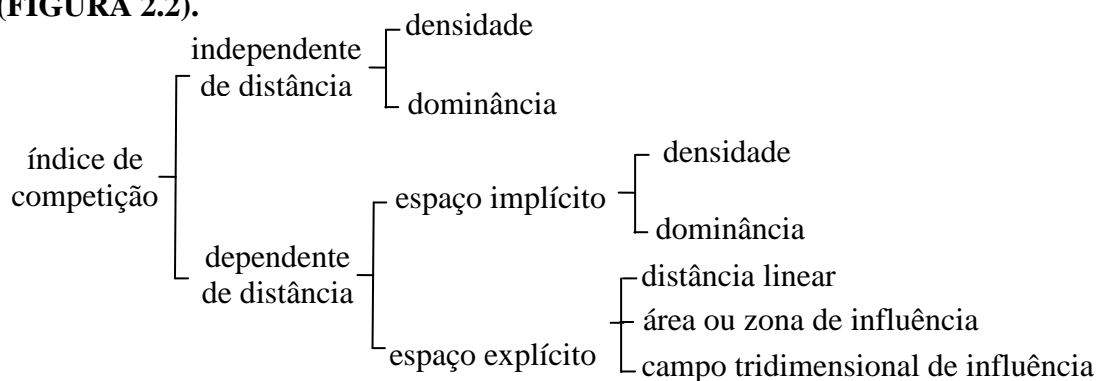 (FIGURA 2.2).
densidade
independente
de distância
dominância
índice de
competição
densidade
espaço implícito
dominância
dependente
de distância
distância linear
área ou zona de influência
espaço explícito
campo tridimensional de influência